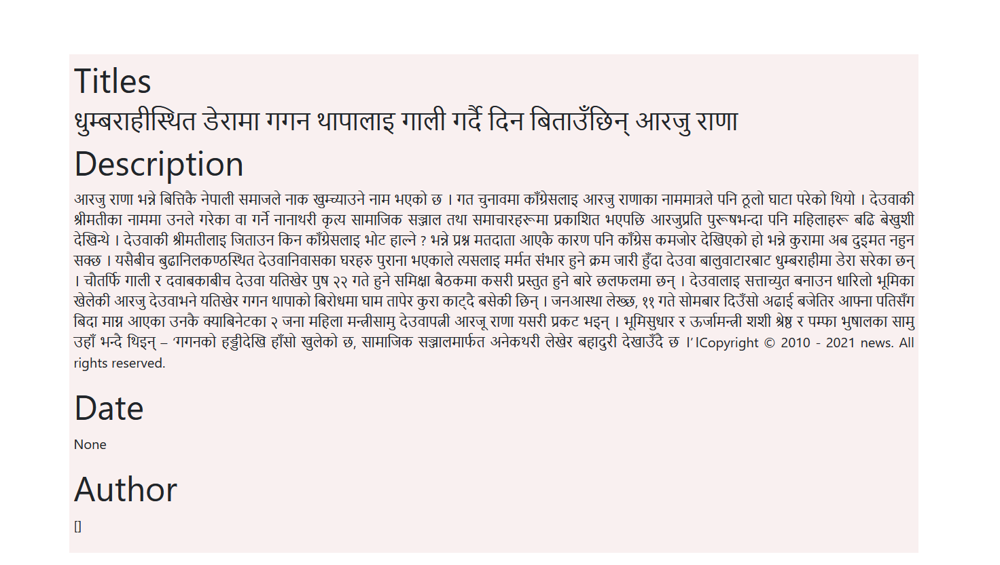 Titles
धुम्बराहीस्थित डेरामा गगन थापालाइ गाली गर्दै दिन बिताउँछिन् आरजु राणा
Description
आरजु राणा भन्ने बित्तिकै नेपाली समाजले नाक खुम्च्याउने नाम भएको छ । गत चुनावमा काँग्रेसलाइ आरजु राणाका नाममात्रले पनि ठूलो घाटा परेको थियो । देउवाकी
श्रीमतीका नाममा उनले गरेका वा गर्ने नानाथरी कृत्य सामाजिक सञ्जाल तथा समाचारहरूमा प्रकाशित भएपछि आरजुप्रति पुरूषभन्दा पनि महिलाहरू बढि बेखुशी
देखिन्थे । देउवाकी श्रीमतीलाइ जिताउन किन काँग्रेसलाइ भोट हाल्ने ? भन्ने प्रश्न मतदाता आएकै कारण पनि काँग्रेस कमजोर देखिएको हो भन्ने कुरामा अब दुइमत नहुन
सक्छ । यसैबीच बुढानिलकण्ठस्थित देउवानिवासका घरहरु पुराना भएकाले त्यसलाइ मर्मत संभार हुने क्रम जारी हुँदा देउवा बालुवाटारबाट धुम्बराहीमा डेरा सरेका छन्
। चौतर्फि गाली र दवाबकाबीच देउवा यतिखेर पुष २२ गते हुने समिक्षा बैठकमा कसरी प्रस्तुत हुने बारे छलफलमा छन् । देउवालाइ सत्ताच्युत बनाउन धारिलो भूमिका
खेलेकी आरजु देउवाभने यतिखेर गगन थापाको बिरोधमा घाम तापेर कुरा काट्दै बसेकी छिन् । जनआस्था लेख्छ, ११ गते सोमबार दिउँसो अढाई बजेतिर आफ्ना पतिसँग
बिदा माग्न आएका उनकै क्याबिनेटका २ जना महिला मन्त्रीसामु देउवापत्नी आरजू राणा यसरी प्रकट भइन् । भूमिसुधार र ऊर्जामन्त्री शशी श्रेष्ठ र पम्फा भुषालका सामु
उहाँ भन्दै थिइन् – ‘गगनको हड्डीदेखि हाँसो खुलेको छ, सामाजिक सञ्जालमार्फत अनेकथरी लेखेर बहादुरी देखाउँदै छ ।’ lCopyright © 2010 - 2021 news. All
rights reserved.
Date
None
Author
[]